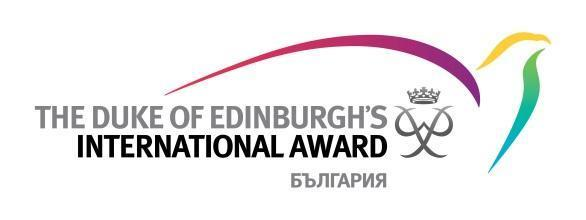 THE DUKE OF EDINBURGH'S
INTERNATIONAL AWARD
БЪЛГАРИЯ